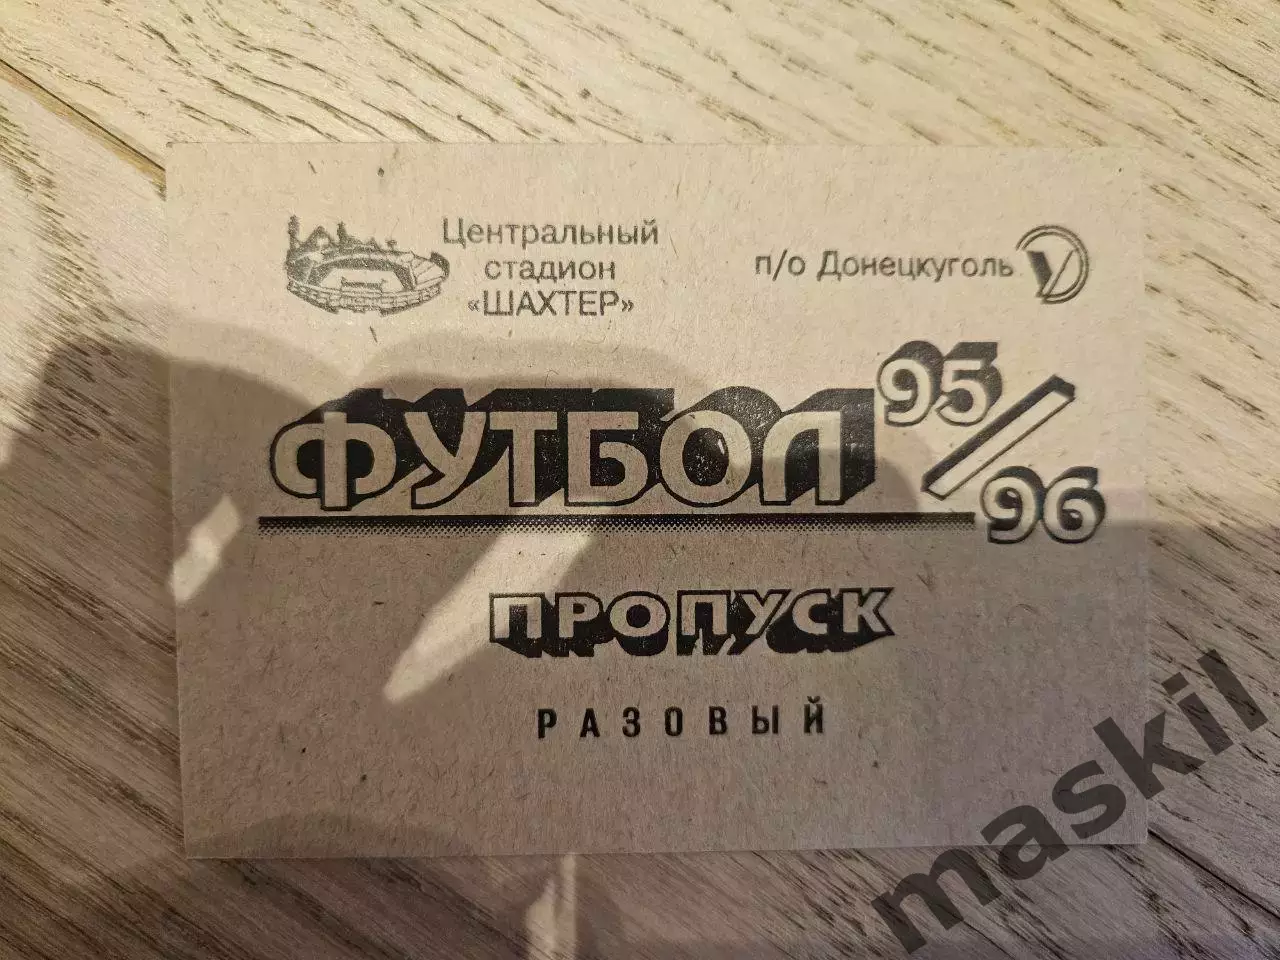 Центральный
стадион
«ШАХТЕР»
п/о Донецкуголь
ФУТБОЛ 95/96
ПРОПУСК
РАЗОВЫЙ
maskil